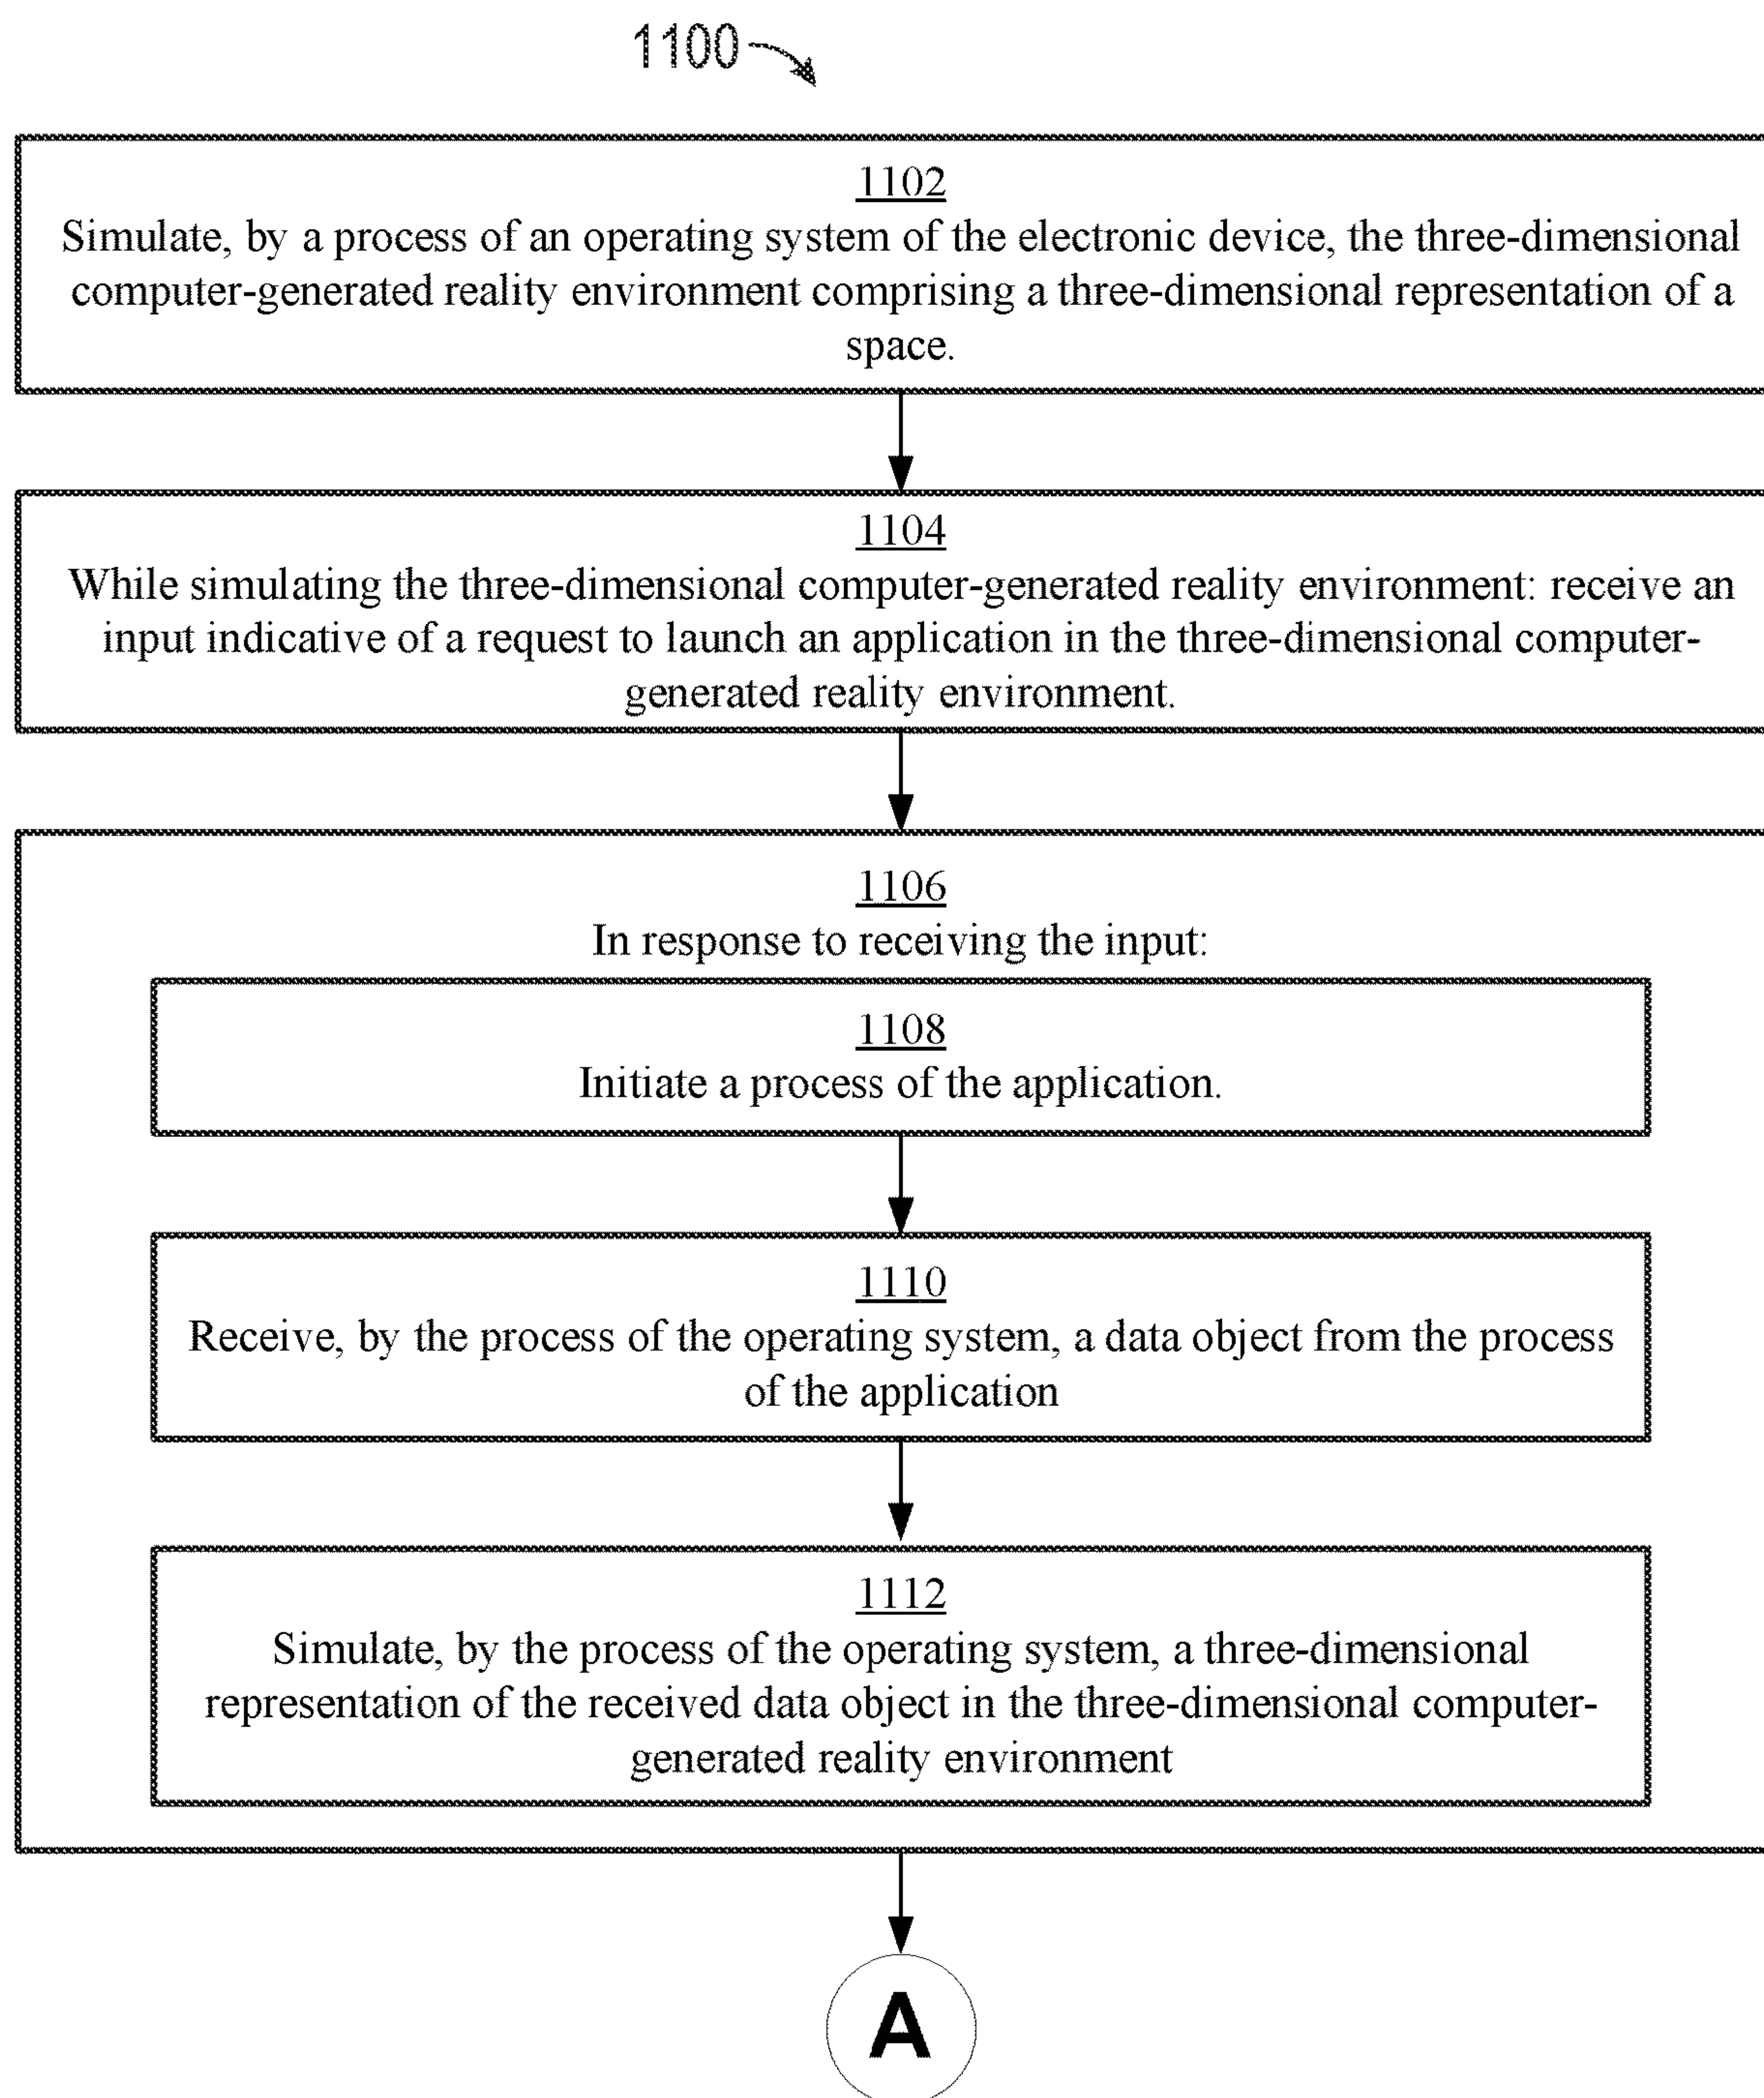 1100
1102
Simulate, by a process of an operating system of the electronic device, the three-dimensional
computer-generated reality environment comprising a three-dimensional representation of a
space.
1104
While simulating the three-dimensional computer-generated reality environment: receive an
input indicative of a request to launch an application in the three-dimensional computer-
generated reality environment.
1106
In response to receiving the input:
1108
Initiate a process of the application.
1110
Receive, by the process of the operating system, a data object from the process
of the application
1112
Simulate, by the process of the operating system, a three-dimensional
representation of the received data object in the three-dimensional computer-
generated reality environment
A